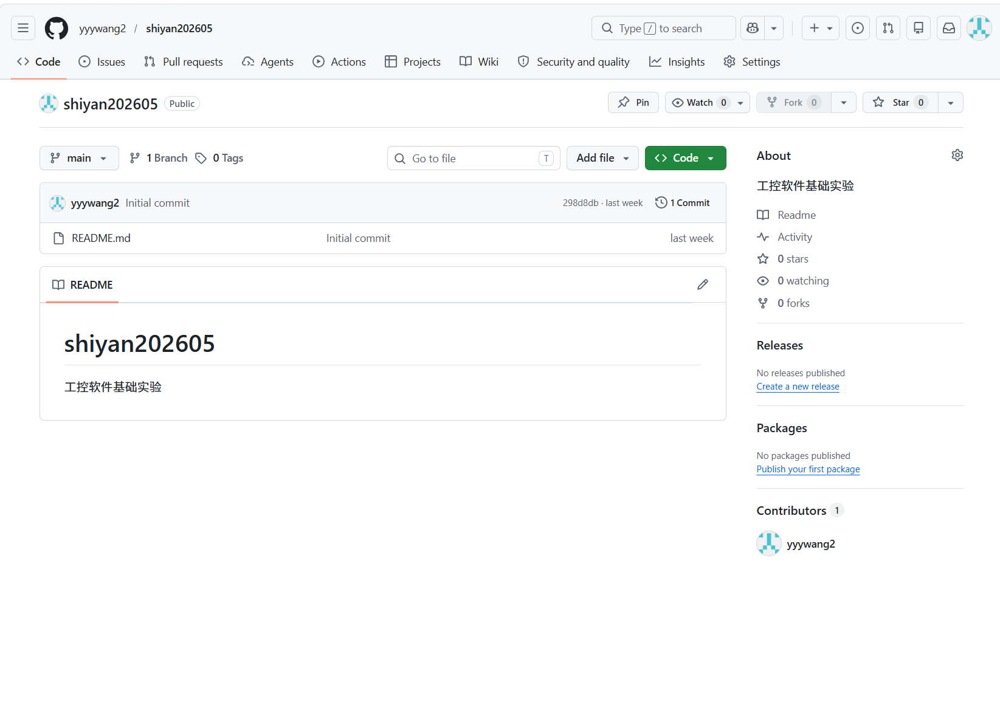 yyywang2 / shiyan202605
Type / to search
Code Issues Pull requests Agents Actions Projects Wiki Security and quality Insights Settings
shiyan202605 Public
Pin Watch 0 Fork 0 Star 0
main 1 Branch 0 Tags Go to file T Add file Code
yyywang2 Initial commit 298d8db · last week 1 Commit
README.md Initial commit last week
README
shiyan202605
工控软件基础实验
About
工控软件基础实验
Readme
Activity
0 stars
0 watching
0 forks
Releases
No releases published
Create a new release
Packages
No packages published
Publish your first package
Contributors 1
yyywang2